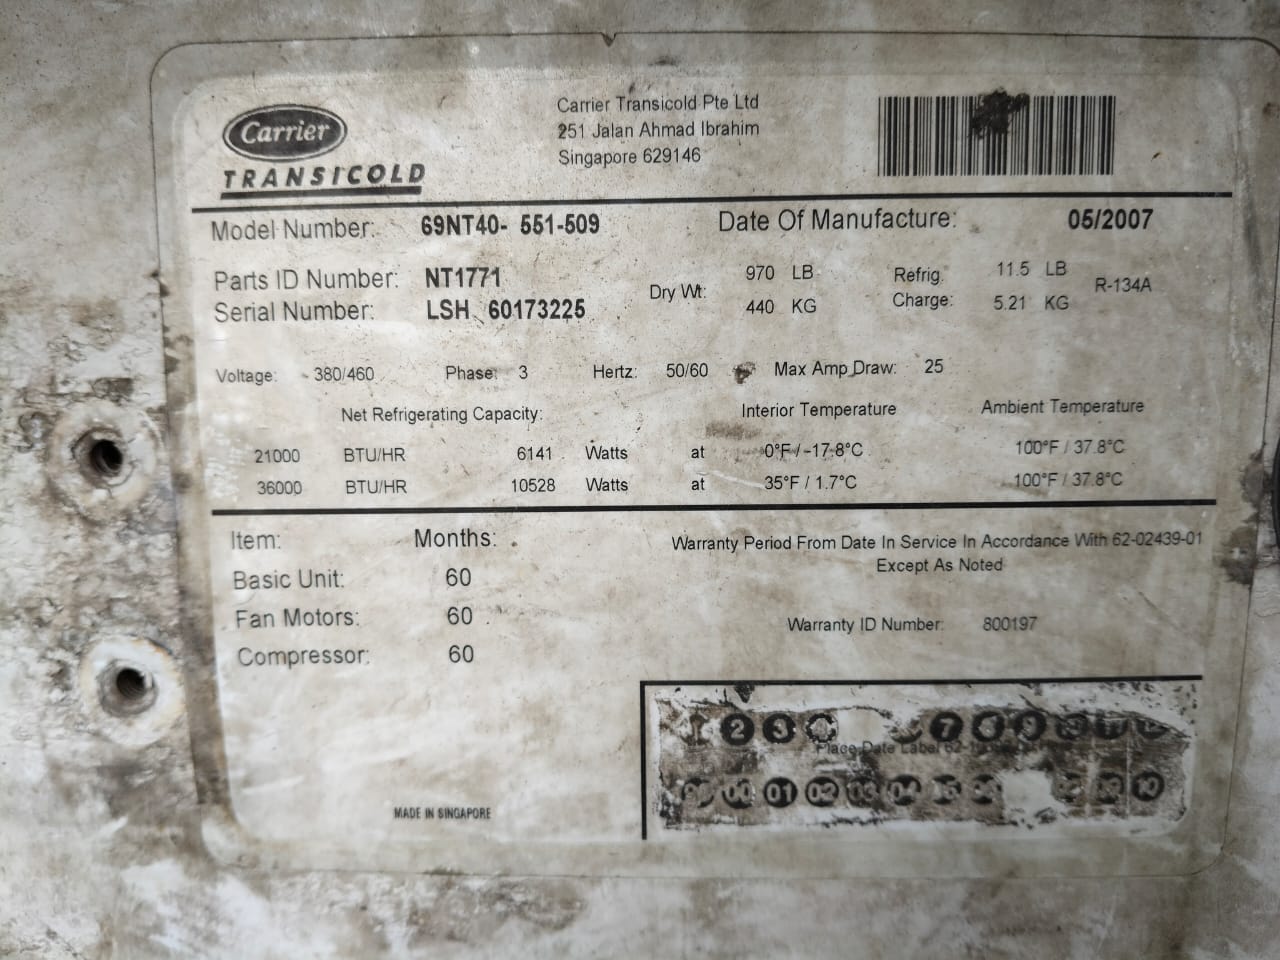 Carrier
TRANSICOLD
Carrier Transicold Pte Ltd
251 Jalan Ahmad Ibrahim
Singapore 629146
Model Number: 69NT40- 551-509 Date Of Manufacture: 05/2007
Parts ID Number: NT1771
Serial Number: LSH 60173225
Dry Wt: 970 LB
440 KG
Refrig. Charge: 11.5 LB
5.21 KG
R-134A
Voltage: 380/460 Phase: 3 Hertz: 50/60 Max Amp Draw: 25
Net Refrigerating Capacity: Interior Temperature Ambient Temperature
21000 BTU/HR 6141 Watts at 0°F / -17.8°C 100°F / 37.8°C
36000 BTU/HR 10528 Watts at 35°F / 1.7°C 100°F / 37.8°C
Item: Months:
Basic Unit: 60
Fan Motors: 60
Compressor: 60
Warranty Period From Date In Service In Accordance With 62-02439-01
Except As Noted
Warranty ID Number: 800197
2 3 7
Place Date Label
00 01 02 03 04
MADE IN SINGAPORE